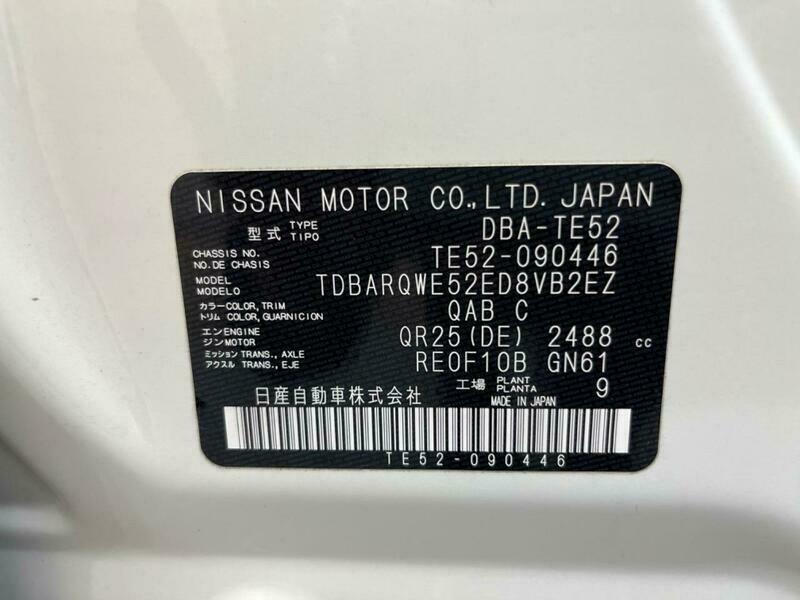 NISSAN MOTOR CO.,LTD. JAPAN
型式 TYPE TIPO DBA-TE52
CHASSIS NO. NO.DE CHASIS TE52-090446
MODEL MODELO TDBARQWE52ED8VB2EZ
カラー COLOR, TRIM トリム COLOR, GUARNICION QAB C
エン ENGINE ジン MOTOR QR25(DE) 2488 cc
ミッション TRANS., AXLE アクスル TRANS., EJE RE0F10B GN61
工場 PLANT PLANTA 9
日産自動車株式会社 MADE IN JAPAN
TE52-090446